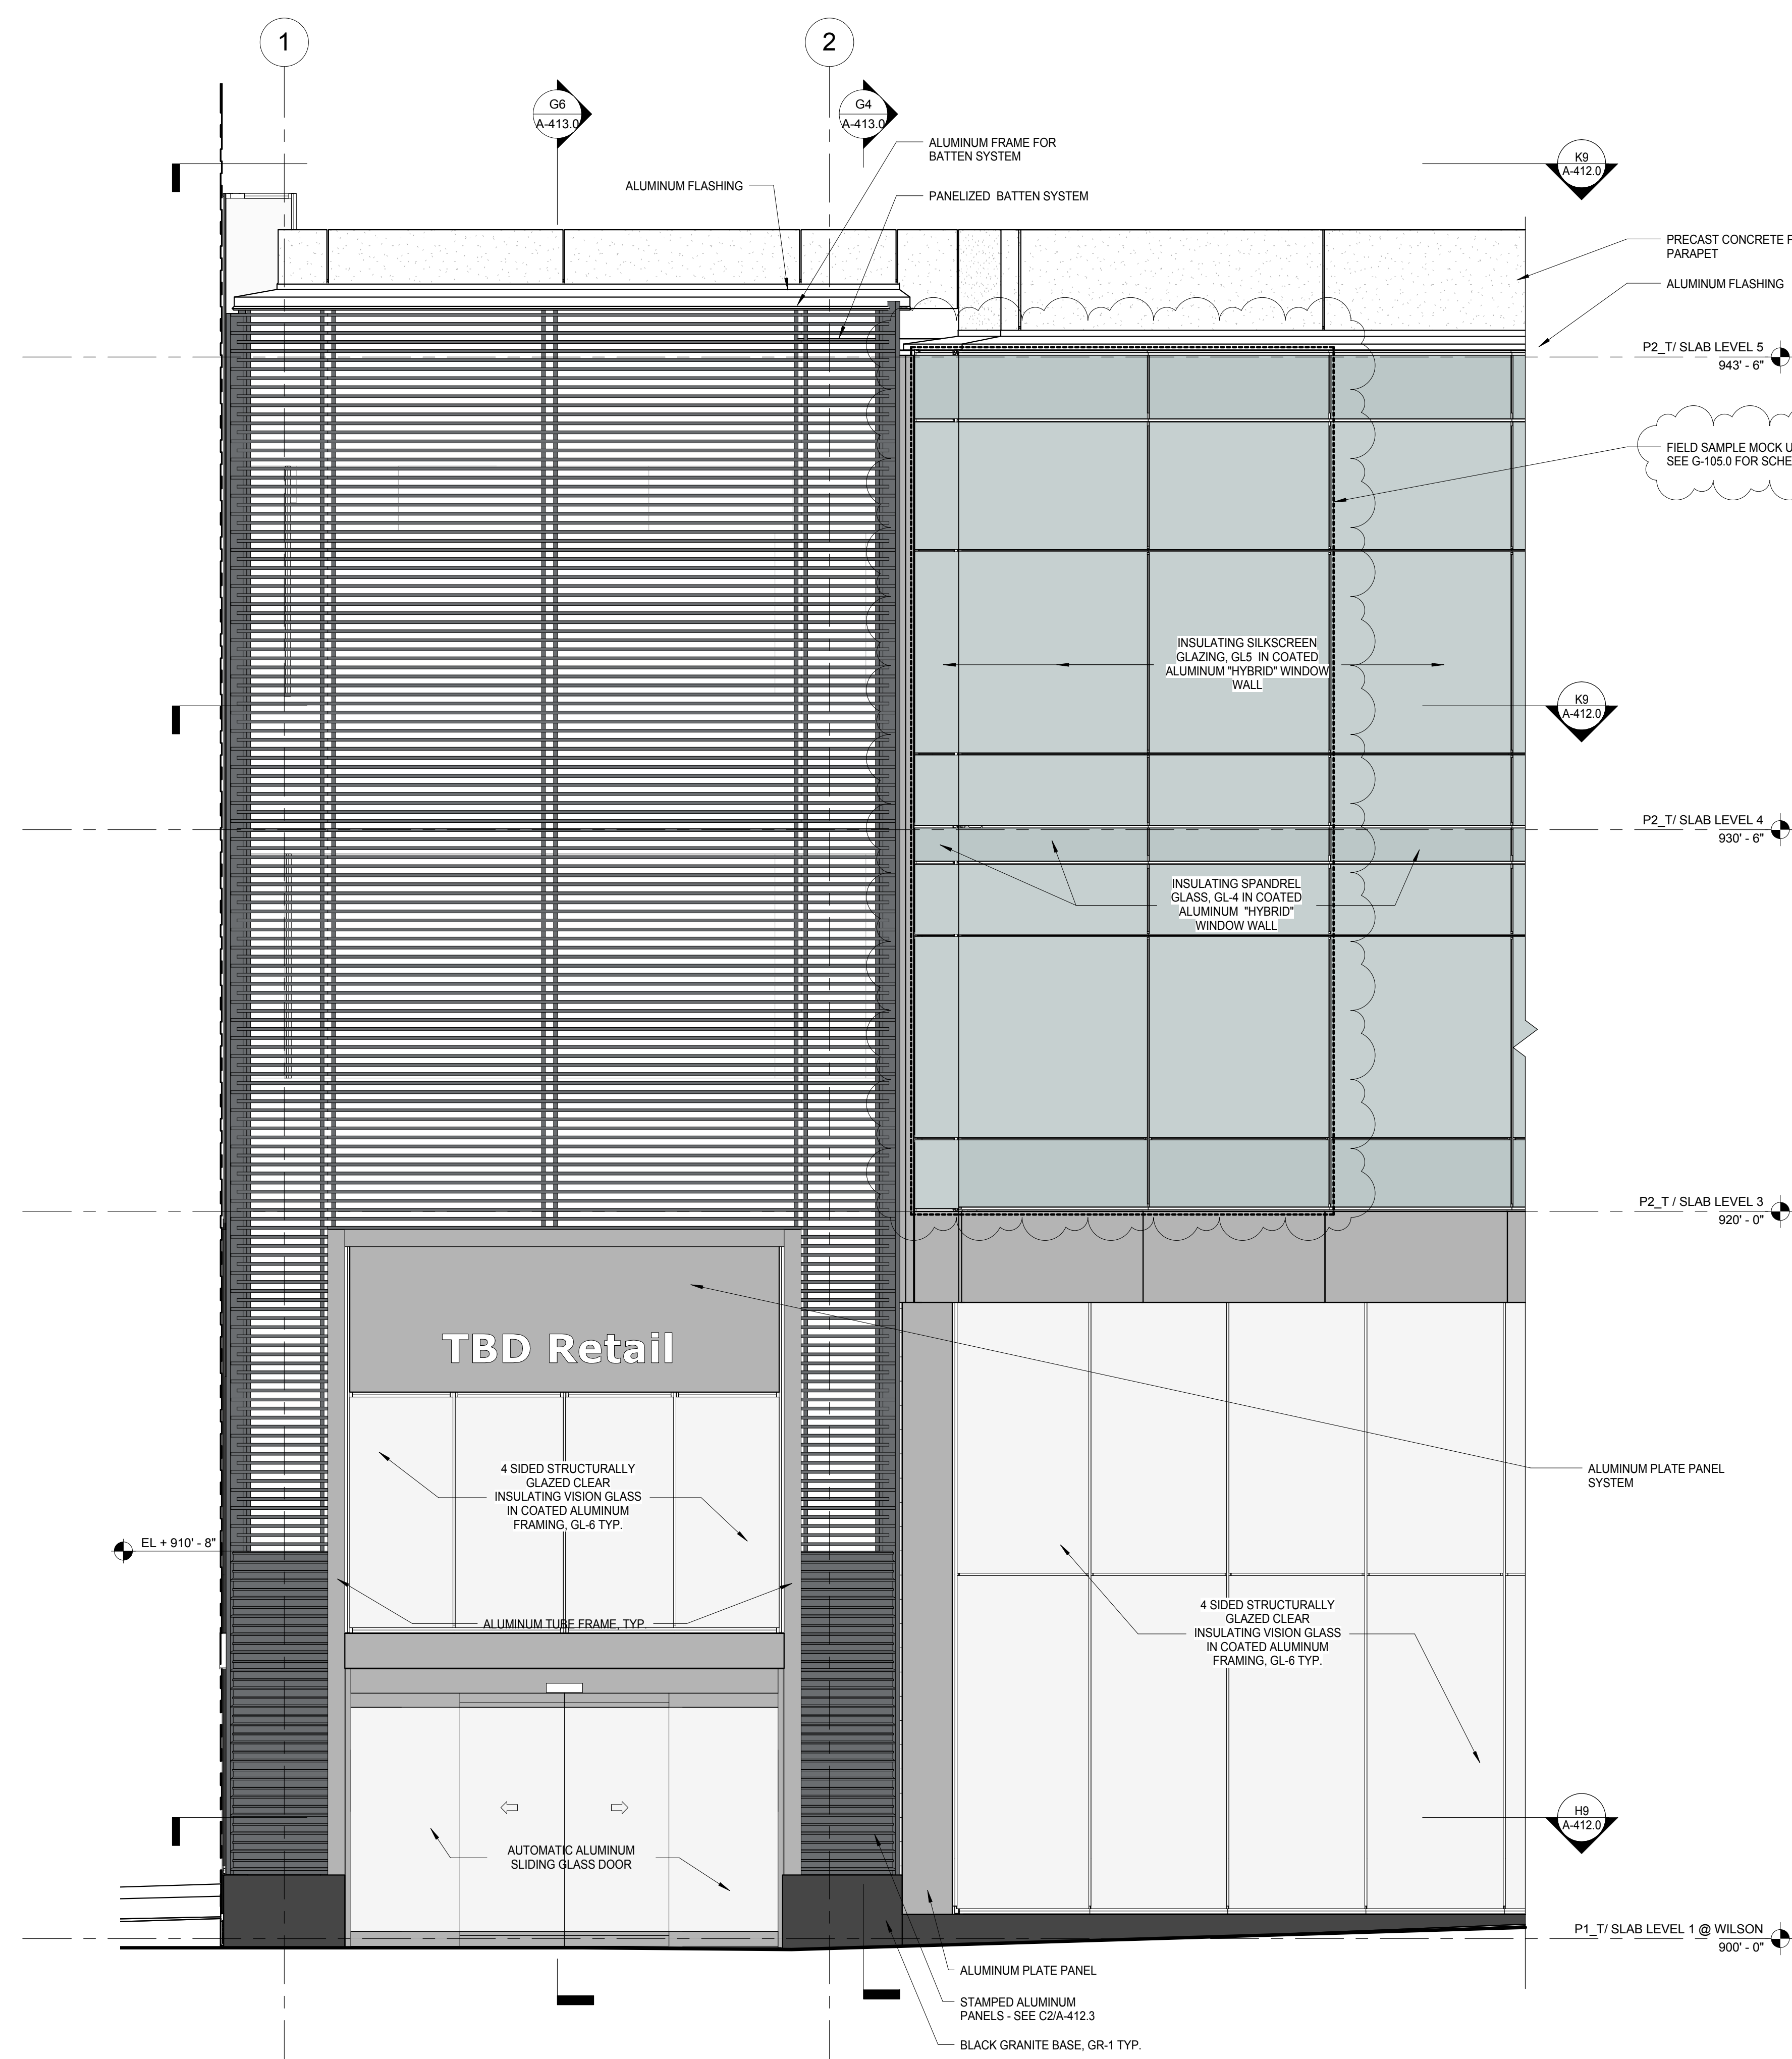 1
2
G6
A-413.0
G4
A-413.0
ALUMINUM FRAME FOR
BATTEN SYSTEM
K9
A-412.0
ALUMINUM FLASHING
PANELIZED BATTEN SYSTEM
PRECAST CONCRETE
PARAPET
ALUMINUM FLASHING
P2_T/ SLAB LEVEL 5
943' - 6"
FIELD SAMPLE MOCK
SEE G-105.0 FOR
INSULATING SILKSCREEN
GLAZING, GL5 IN COATED
ALUMINUM "HYBRID" WINDOW
WALL
K9
A-412.0
P2_T/ SLAB LEVEL 4
930' - 6"
INSULATING SPANDREL
GLASS, GL-4 IN COATED
ALUMINUM "HYBRID"
WINDOW WALL
P2_T / SLAB LEVEL 3
920' - 0"
TBD Retail
4 SIDED STRUCTURALLY
GLAZED CLEAR
INSULATING VISION GLASS
IN COATED ALUMINUM
FRAMING, GL-6 TYP.
ALUMINUM PLATE PANEL
SYSTEM
EL + 910' - 8"
ALUMINUM TUBE FRAME, TYP.
4 SIDED STRUCTURALLY
GLAZED CLEAR
INSULATING VISION GLASS
IN COATED ALUMINUM
FRAMING, GL-6 TYP.
AUTOMATIC ALUMINUM
SLIDING GLASS DOOR
H9
A-412.0
P1_T/ SLAB LEVEL 1 @ WILSON
900' - 0"
ALUMINUM PLATE PANEL
STAMPED ALUMINUM
PANELS - SEE C2/A-412.3
BLACK GRANITE BASE, GR-1 TYP.